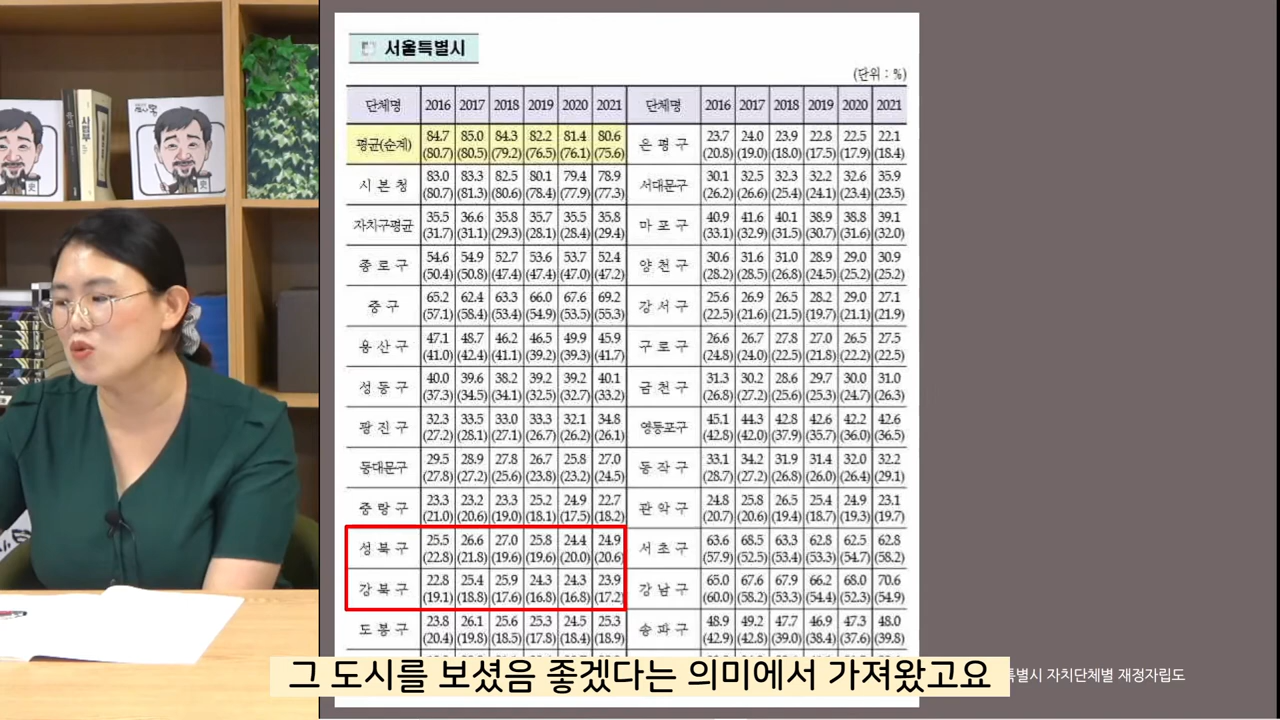 서울특별시
(단위 : %)
단체명 2016 2017 2018 2019 2020 2021 단체명 2016 2017 2018 2019 2020 2021
평균(순계) 84.7 85.0 84.3 82.2 81.4 80.6 은 평 구 23.7 24.0 23.9 22.8 22.5 22.1
(80.7) (80.5) (79.2) (76.5) (76.1) (75.6) (20.8) (19.0) (18.0) (17.5) (17.9) (18.4)
시 본 청 83.0 83.3 82.5 80.1 79.4 78.9 서대문구 30.1 32.5 32.3 32.2 32.6 35.9
(80.7) (81.3) (80.6) (78.4) (77.9) (77.3) (26.2) (26.6) (25.4) (24.1) (23.4) (23.5)
자치구평균 35.5 36.6 35.8 35.7 35.5 35.8 마 포 구 40.9 41.6 40.1 38.9 38.8 39.1
(31.7) (31.1) (29.3) (28.1) (28.4) (29.4) (33.1) (32.9) (31.5) (30.7) (31.6) (32.0)
종 로 구 54.6 54.9 52.7 53.6 53.7 52.4 양 천 구 30.6 31.6 31.0 28.9 29.0 30.9
(50.4) (50.8) (47.4) (47.4) (47.0) (47.2) (28.2) (28.5) (26.8) (24.5) (25.2) (25.2)
중 구 65.2 62.4 63.3 66.0 67.6 69.2 강 서 구 25.6 26.9 26.5 28.2 29.0 27.1
(57.1) (58.4) (53.4) (54.9) (53.5) (55.3) (22.5) (21.6) (21.5) (19.7) (21.1) (21.9)
용 산 구 47.1 48.7 46.2 46.5 49.9 45.9 구 로 구 26.6 26.7 27.8 27.0 26.5 27.5
(41.0) (42.4) (41.1) (39.2) (39.3) (41.7) (24.8) (24.0) (22.5) (21.8) (22.2) (22.5)
성 동 구 40.0 39.6 38.2 39.2 39.2 40.1 금 천 구 31.3 30.2 28.6 29.7 30.0 31.0
(37.3) (34.5) (34.1) (32.5) (32.7) (33.2) (26.8) (27.2) (25.6) (25.3) (24.7) (26.3)
광 진 구 32.3 33.5 33.0 33.3 32.1 34.8 영등포구 45.1 44.3 42.8 42.6 42.2 42.6
(27.2) (28.1) (27.1) (26.7) (26.2) (26.1) (42.8) (42.0) (37.9) (35.7) (36.0) (36.5)
동대문구 29.5 28.9 27.8 26.7 25.8 27.0 동 작 구 33.1 34.2 31.9 31.4 32.0 32.2
(27.8) (27.2) (25.6) (23.8) (23.2) (24.5) (28.7) (27.2) (26.8) (26.0) (26.4) (29.1)
중 랑 구 23.3 23.2 23.3 25.2 24.9 22.7 관 악 구 24.8 25.8 26.5 25.4 24.9 23.1
(21.0) (20.6) (19.0) (18.1) (17.5) (18.2) (20.7) (20.6) (19.4) (18.7) (19.3) (19.7)
성 북 구 25.5 26.6 27.0 25.8 24.4 24.9 서 초 구 63.6 68.5 63.3 62.8 62.5 62.8
(22.8) (21.8) (19.6) (19.6) (20.0) (20.6) (57.9) (52.5) (53.4) (53.3) (54.7) (58.2)
강 북 구 22.8 25.4 25.9 24.3 24.3 23.9 강 남 구 65.0 67.6 67.9 66.2 68.0 70.6
(19.1) (18.8) (17.6) (16.8) (16.8) (17.2) (60.0) (58.2) (53.3) (54.4) (52.3) (54.9)
도 봉 구 23.8 26.1 25.6 25.3 24.5 25.3 송 파 구 48.9 49.2 47.7 46.9 47.3 48.0
(20.4) (19.8) (18.5) (17.8) (18.4) (18.9) (42.9) (42.8) (39.0) (38.4) (37.6) (39.8)
그 도시를 보셨음 좋겠다는 의미에서 가져왔고요
특별시 자치단체별 재정자립도